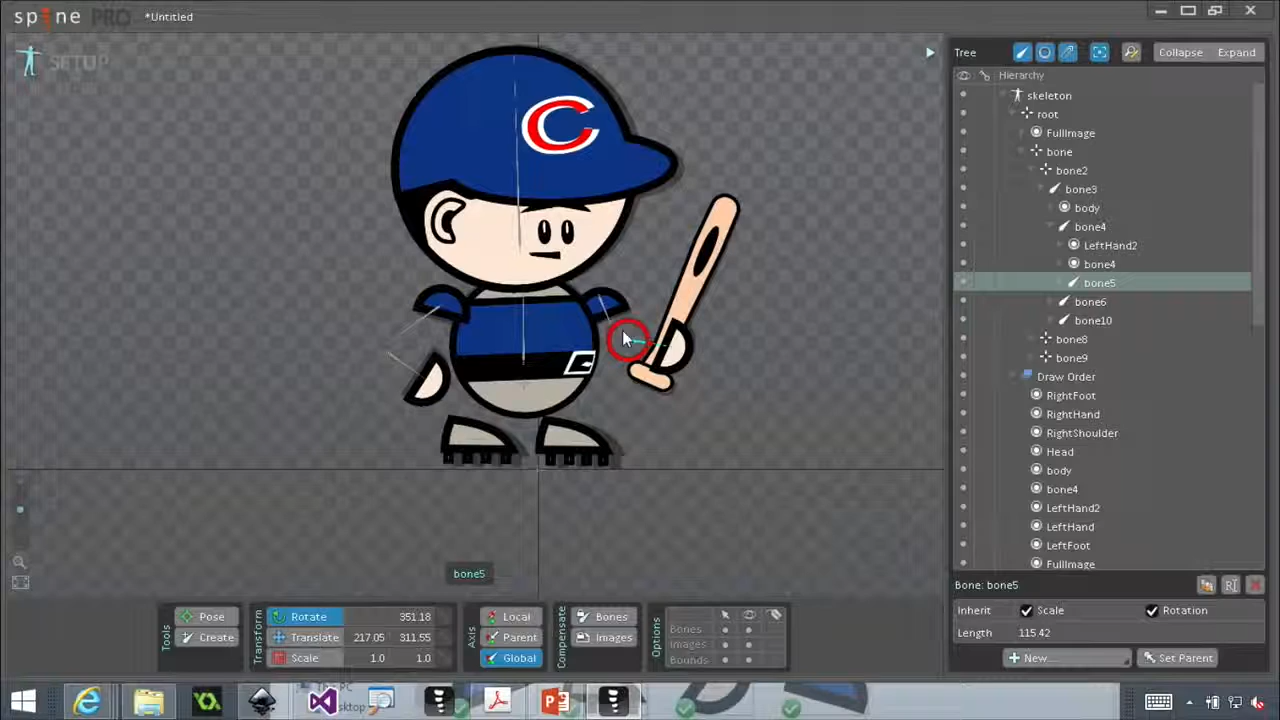 spine PRO *Untitled
SETUP
C
Tree
Collapse
Expand
Hierarchy
skeleton
root
FullImage
bone
bone2
bone3
body
bone4
LeftHand2
bone4
bone5
bone6
bone10
bone8
bone9
Draw Order
RightFoot
RightHand
RightShoulder
Head
body
bone4
LeftHand2
LeftHand
LeftFoot
FullImage
bone5
Bone: bone5
Inherit Scale Rotation
Length 115.42
New...
Set Parent
Tools
Pose
Create
Transform
Rotate 351.18
Translate 217.05 311.55
Scale 1.0 1.0
Axis
Local
Parent
Global
Compensate
Bones
Images
Options
Bones
Images
Bounds